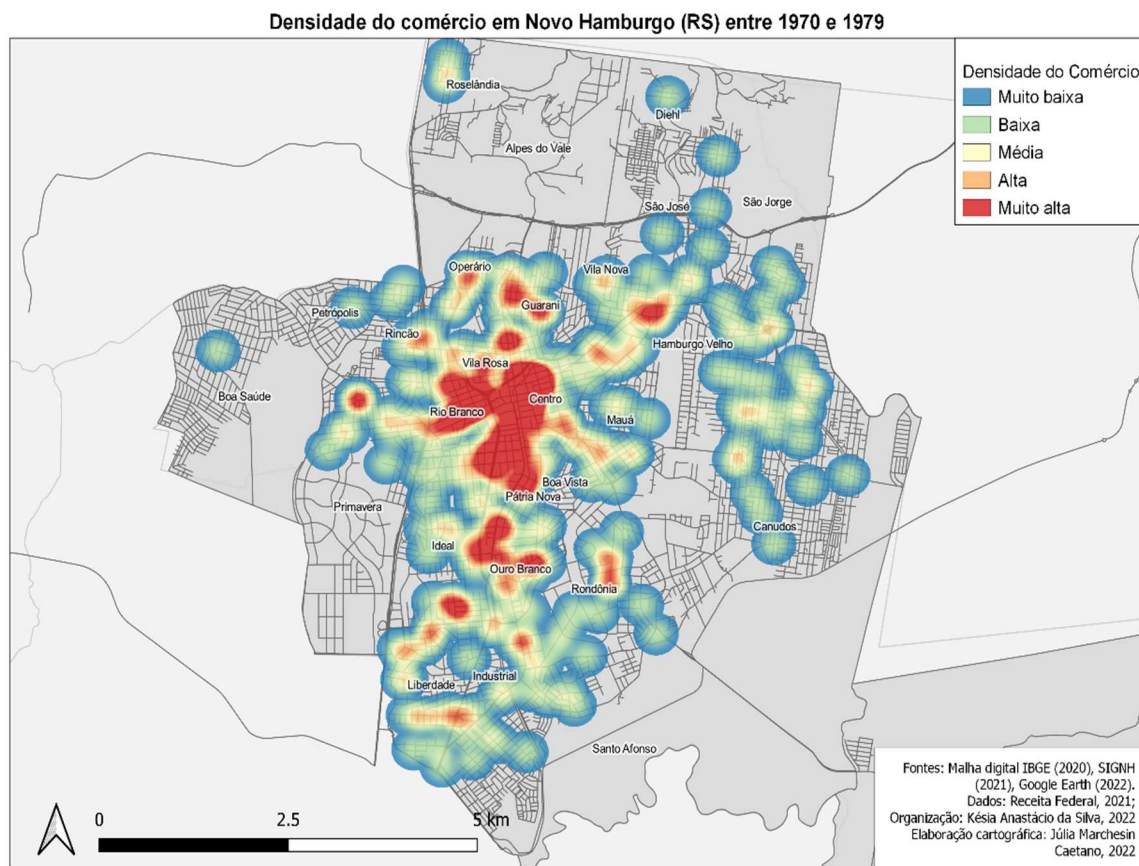 Densidade do comércio em Novo Hamburgo (RS) entre 1970 e 1979
Densidade do Comércio
Muito baixa
Baixa
Média
Alta
Muito alta
Roselândia
Diehl
Alpes do Vale
São José
São Jorge
Operário
Vila Nova
Guarani
Petrópolis
Rincão
Hamburgo Velho
Vila Rosa
Boa Saúde
Centro
Rio Branco
Mauá
Boa Vista
Pátria Nova
Primavera
Canudos
Ideal
Ouro Branco
Rondônia
Industrial
Liberdade
Santo Afonso
0 2.5 5 km
Fontes: Malha digital IBGE (2020), SIGNH
(2021), Google Earth (2022).
Dados: Receita Federal, 2021;
Organização: Késia Anastácio da Silva, 2022
Elaboração cartográfica: Júlia Marchesin
Caetano, 2022